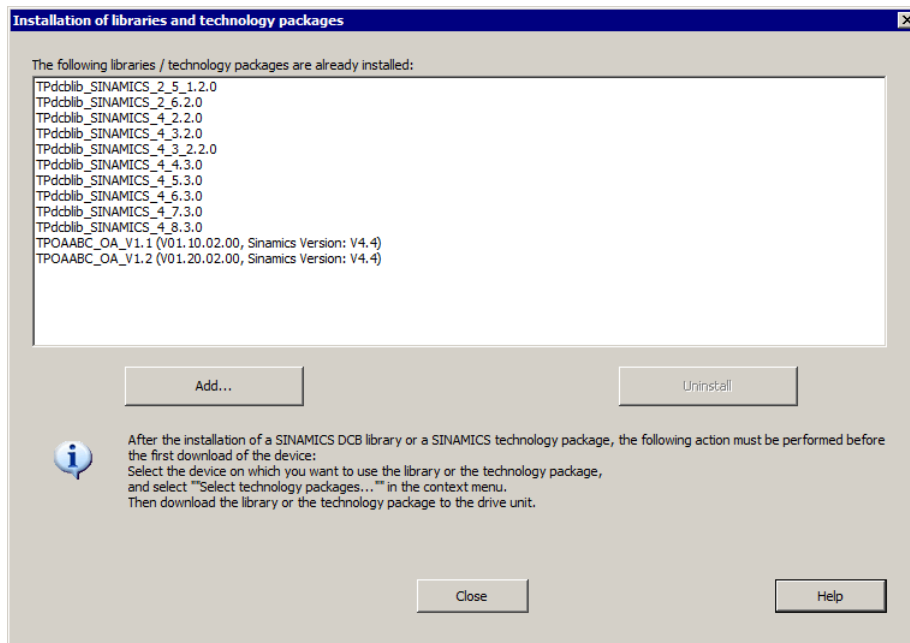 Installation of libraries and technology packages
The following libraries / technology packages are already installed:
TPdcblib_SINAMICS_2_5_1.2.0
TPdcblib_SINAMICS_2_6.2.0
TPdcblib_SINAMICS_4_2.2.0
TPdcblib_SINAMICS_4_3.2.0
TPdcblib_SINAMICS_4_3_2.2.0
TPdcblib_SINAMICS_4_4.3.0
TPdcblib_SINAMICS_4_5.3.0
TPdcblib_SINAMICS_4_6.3.0
TPdcblib_SINAMICS_4_7.3.0
TPdcblib_SINAMICS_4_8.3.0
TPOAABC_OA_V1.1 (V01.10.02.00, Sinamics Version: V4.4)
TPOAABC_OA_V1.2 (V01.20.02.00, Sinamics Version: V4.4)
Add...
Uninstall
After the installation of a SINAMICS DCB library or a SINAMICS technology package, the following action must be performed before
the first download of the device:
Select the device on which you want to use the library or the technology package,
and select ""Select technology packages..."" in the context menu.
Then download the library or the technology package to the drive unit.
Close
Help